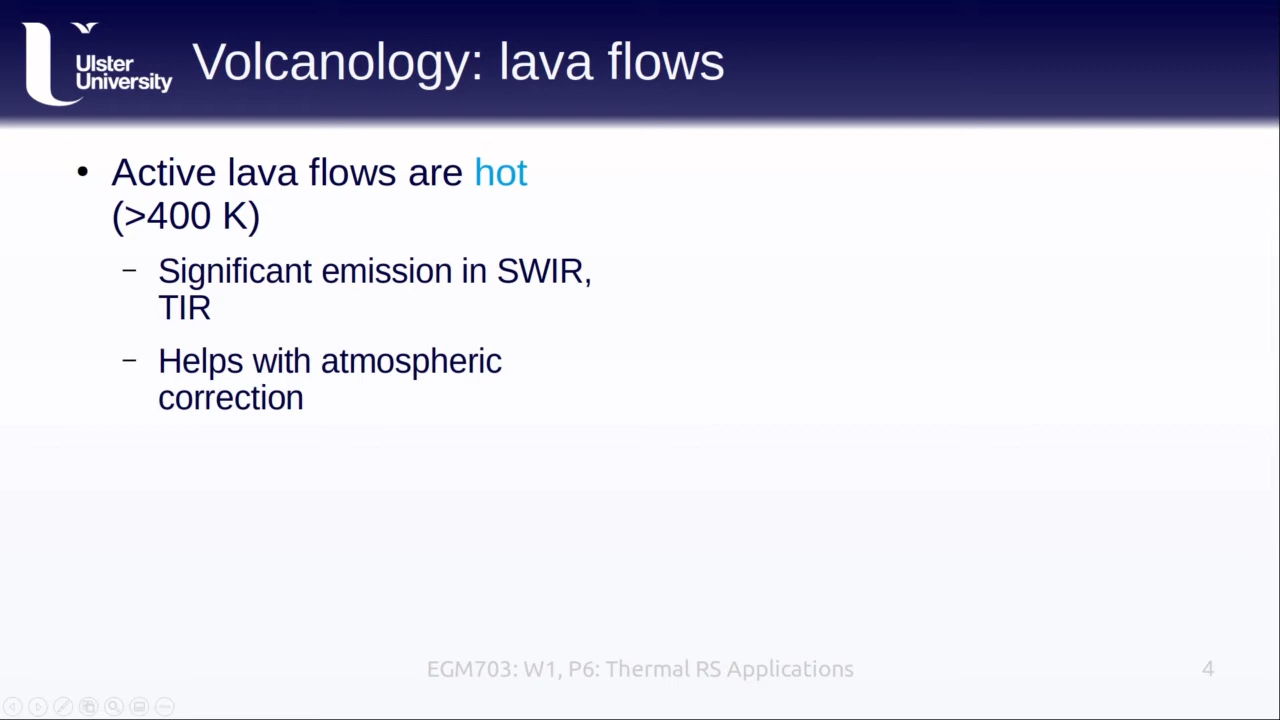 Ulster
University
Volcanology: lava flows
• Active lava flows are hot
(>400 K)
– Significant emission in SWIR,
TIR
– Helps with atmospheric
correction
EGM703: W1, P6: Thermal RS Applications
4